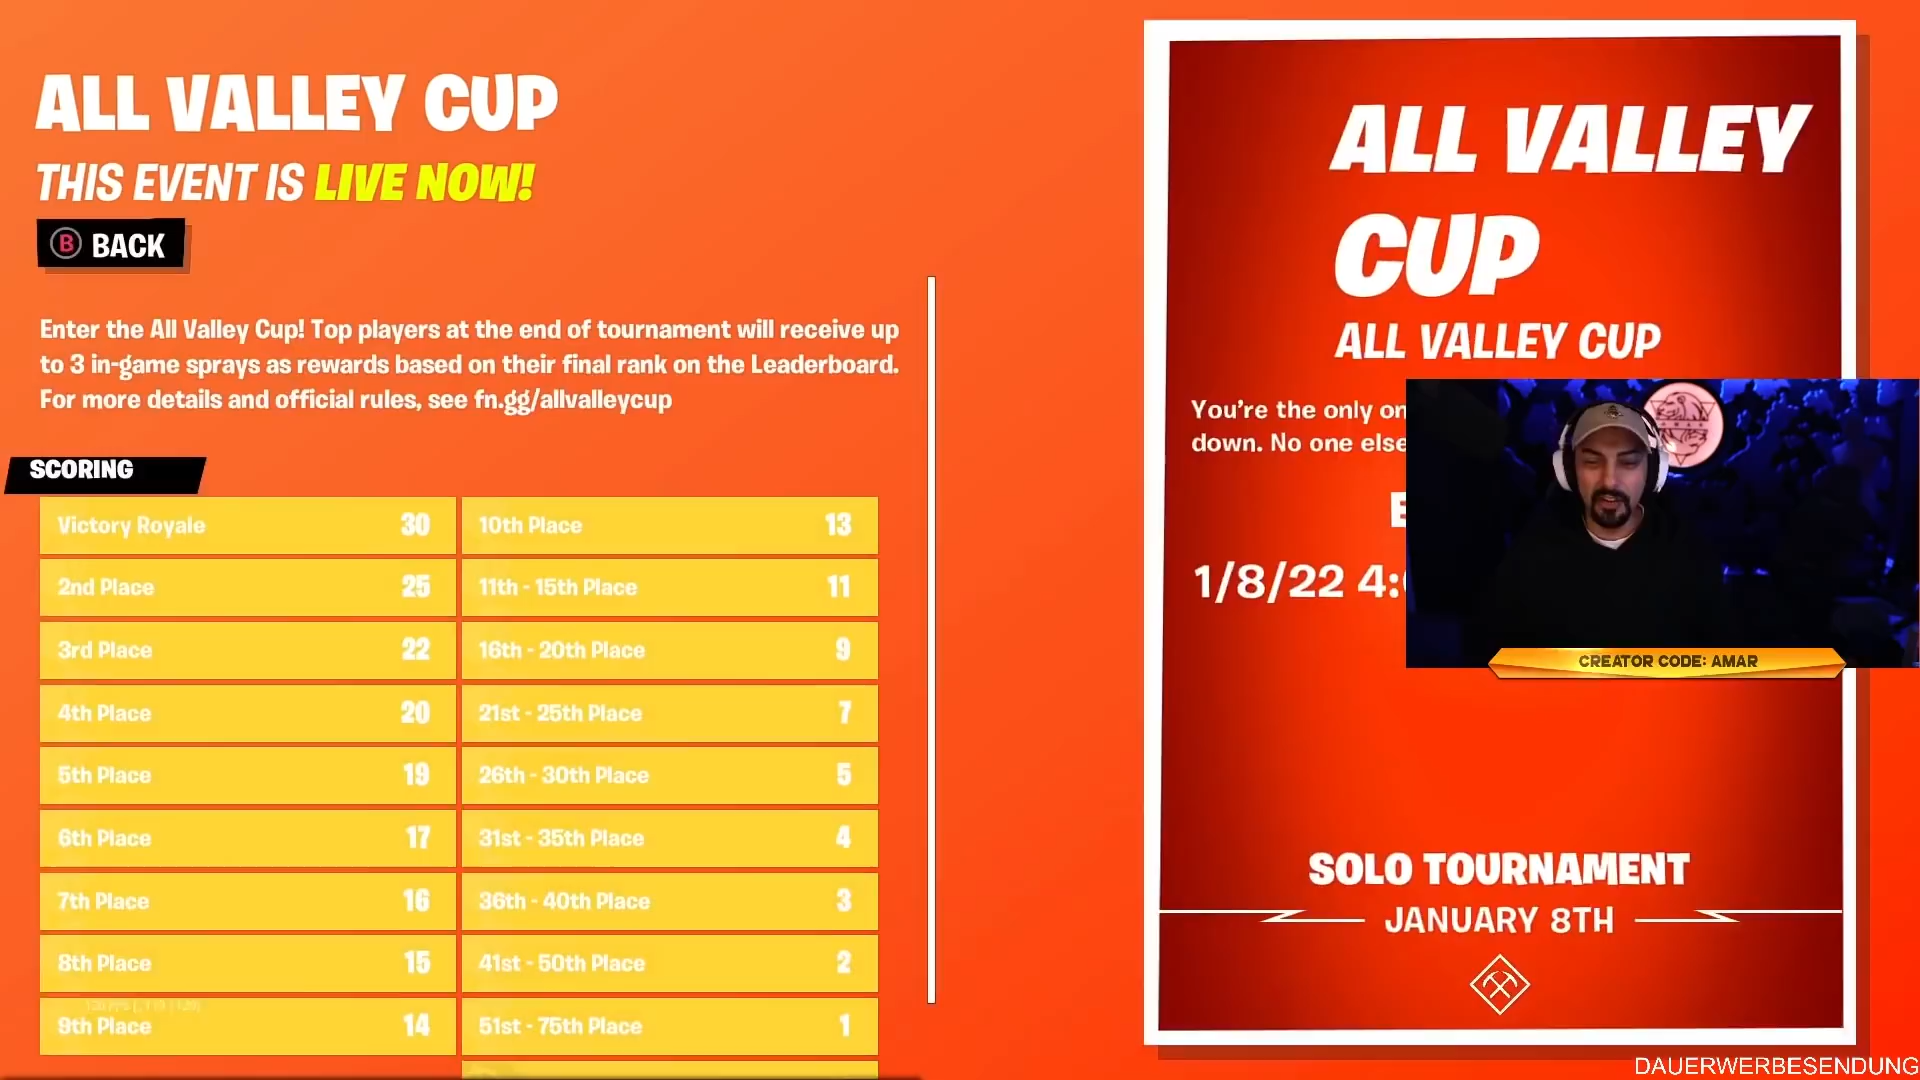 ALL VALLEY CUP
THIS EVENT IS LIVE NOW!
B BACK
Enter the All Valley Cup! Top players at the end of tournament will receive up
to 3 in-game sprays as rewards based on their final rank on the Leaderboard.
For more details and official rules, see fn.gg/allvalleycup
SCORING
Victory Royale 30
2nd Place 25
3rd Place 22
4th Place 20
5th Place 19
6th Place 17
7th Place 16
8th Place 15
9th Place 14
10th Place 13
11th - 15th Place 11
16th - 20th Place 9
21st - 25th Place 7
26th - 30th Place 5
31st - 35th Place 4
36th - 40th Place 3
41st - 50th Place 2
51st - 75th Place 1
ALL VALLEY
CUP
ALL VALLEY CUP
You're the only
down. No one else
1/8/22 4:
CREATOR CODE: AMAR
SOLO TOURNAMENT
JANUARY 8TH
DAUERWERBESENDUNG